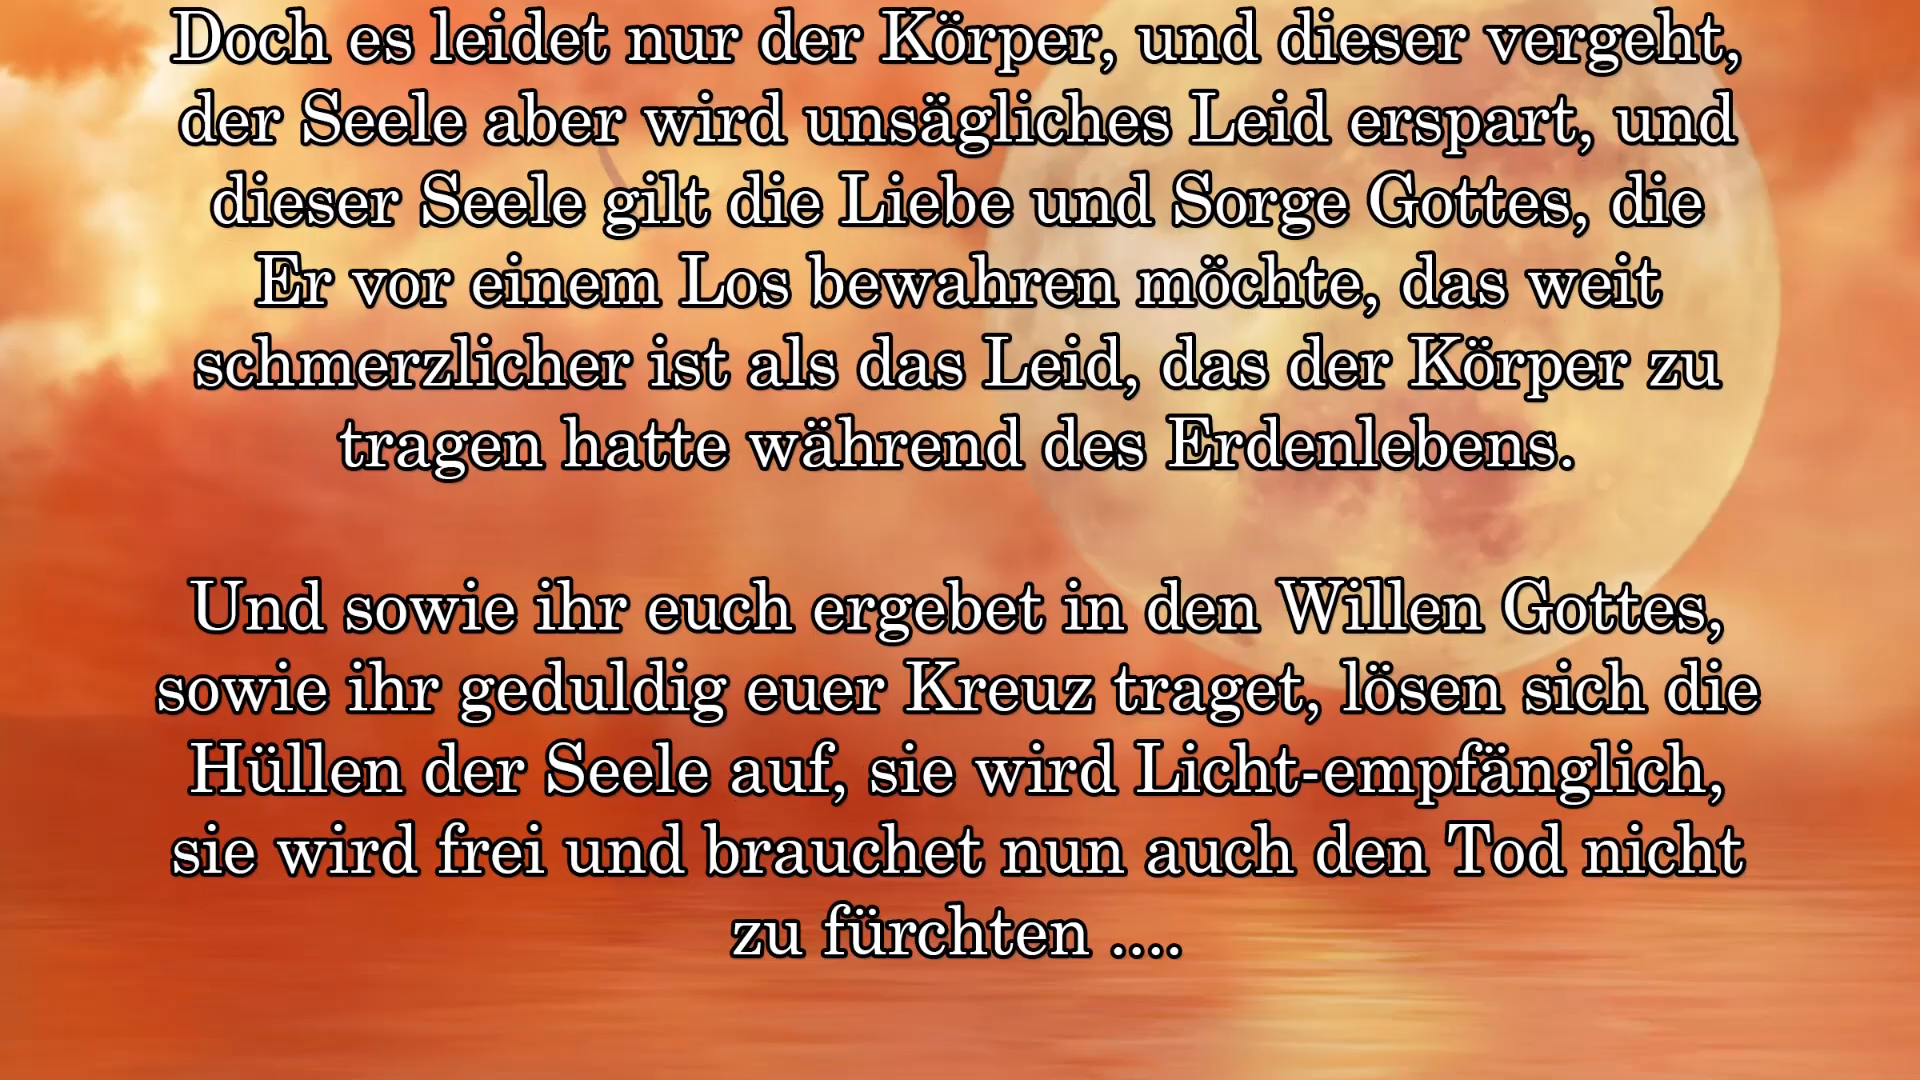 Doch es leidet nur der Körper, und dieser vergeht,
der Seele aber wird unsägliches Leid erspart, und
dieser Seele gilt die Liebe und Sorge Gottes, die
Er vor einem Los bewahren möchte, das weit
schmerzlicher ist als das Leid, das der Körper zu
tragen hatte während des Erdenlebens.
Und sowie ihr euch ergebet in den Willen Gottes,
sowie ihr geduldig euer Kreuz traget, lösen sich die
Hüllen der Seele auf, sie wird Licht-empfänglich,
sie wird frei und brauchet nun auch den Tod nicht
zu fürchten ....